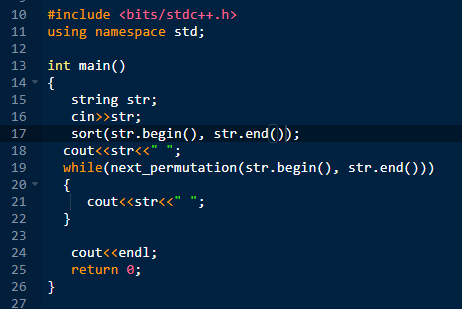 10 #include <bits/stdc++.h>
11 using namespace std;
12
13 int main()
14 {
15 string str;
16 cin>>str;
17 sort(str.begin(), str.end());
18 cout<<str<<" ";
19 while(next_permutation(str.begin(), str.end()))
20 {
21 cout<<str<<" ";
22 }
23
24 cout<<endl;
25 return 0;
26 }
27